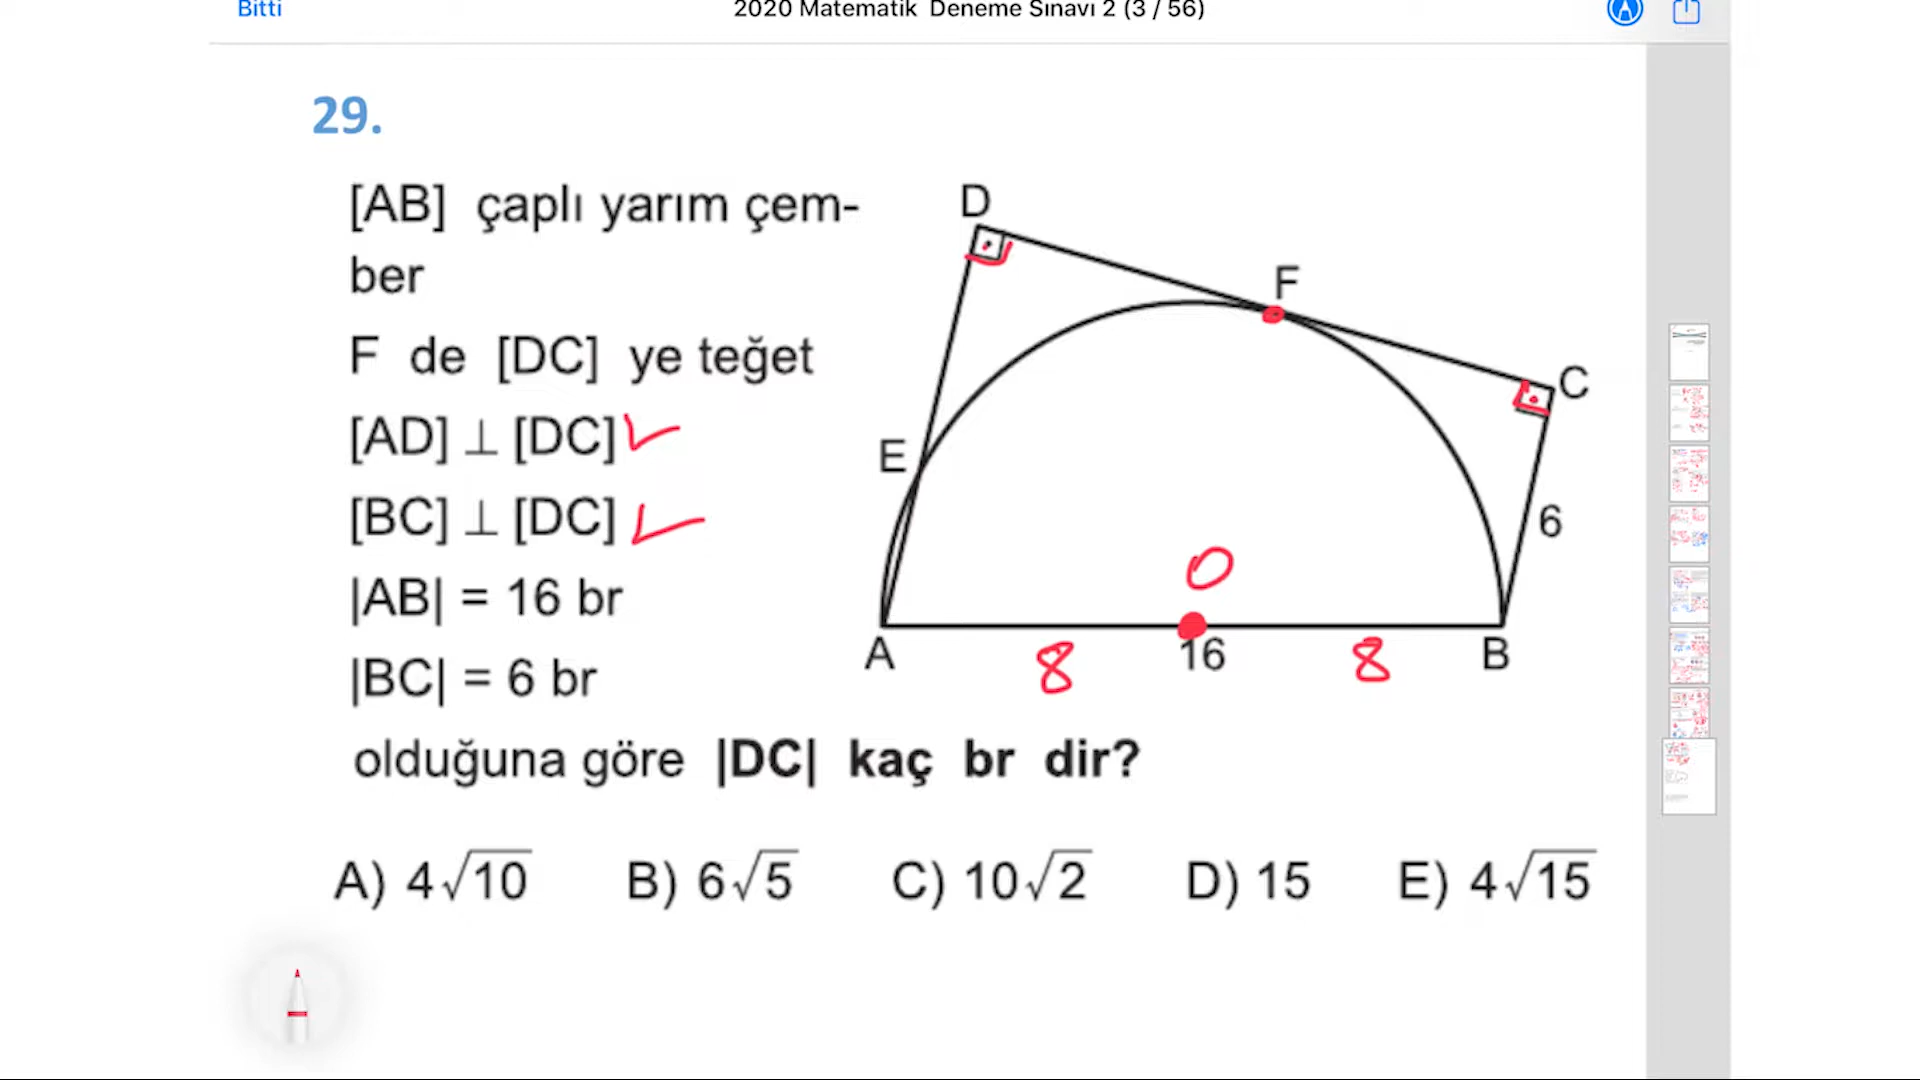 Bitti
2020 Matematik Deneme Sınavı 2 (3 / 56)
29.
[AB] çaplı yarım çem-
ber
F de [DC] ye teğet
[AD] ⊥ [DC]
[BC] ⊥ [DC]
|AB| = 16 br
|BC| = 6 br
olduğuna göre |DC| kaç br dir?
D
F
C
E
6
O
A
16
B
8
8
A) 4√10 B) 6√5 C) 10√2 D) 15 E) 4√15